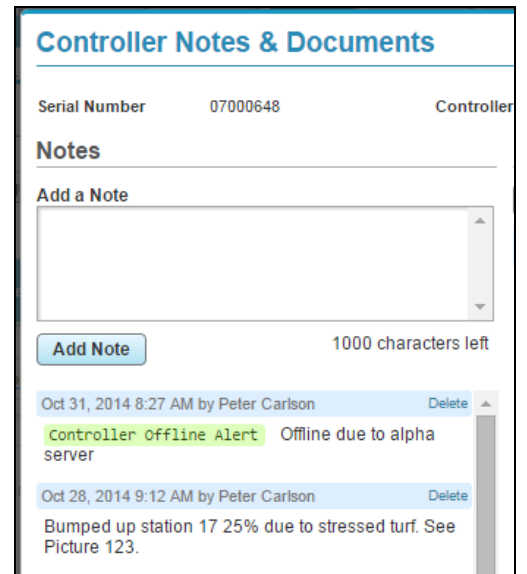 Controller Notes & Documents
Serial Number 07000648 Controller
Notes
Add a Note
Add Note 1000 characters left
Oct 31, 2014 8:27 AM by Peter Carlson Delete
Controller Offline Alert Offline due to alpha
server
Oct 28, 2014 9:12 AM by Peter Carlson Delete
Bumped up station 17 25% due to stressed turf. See
Picture 123.